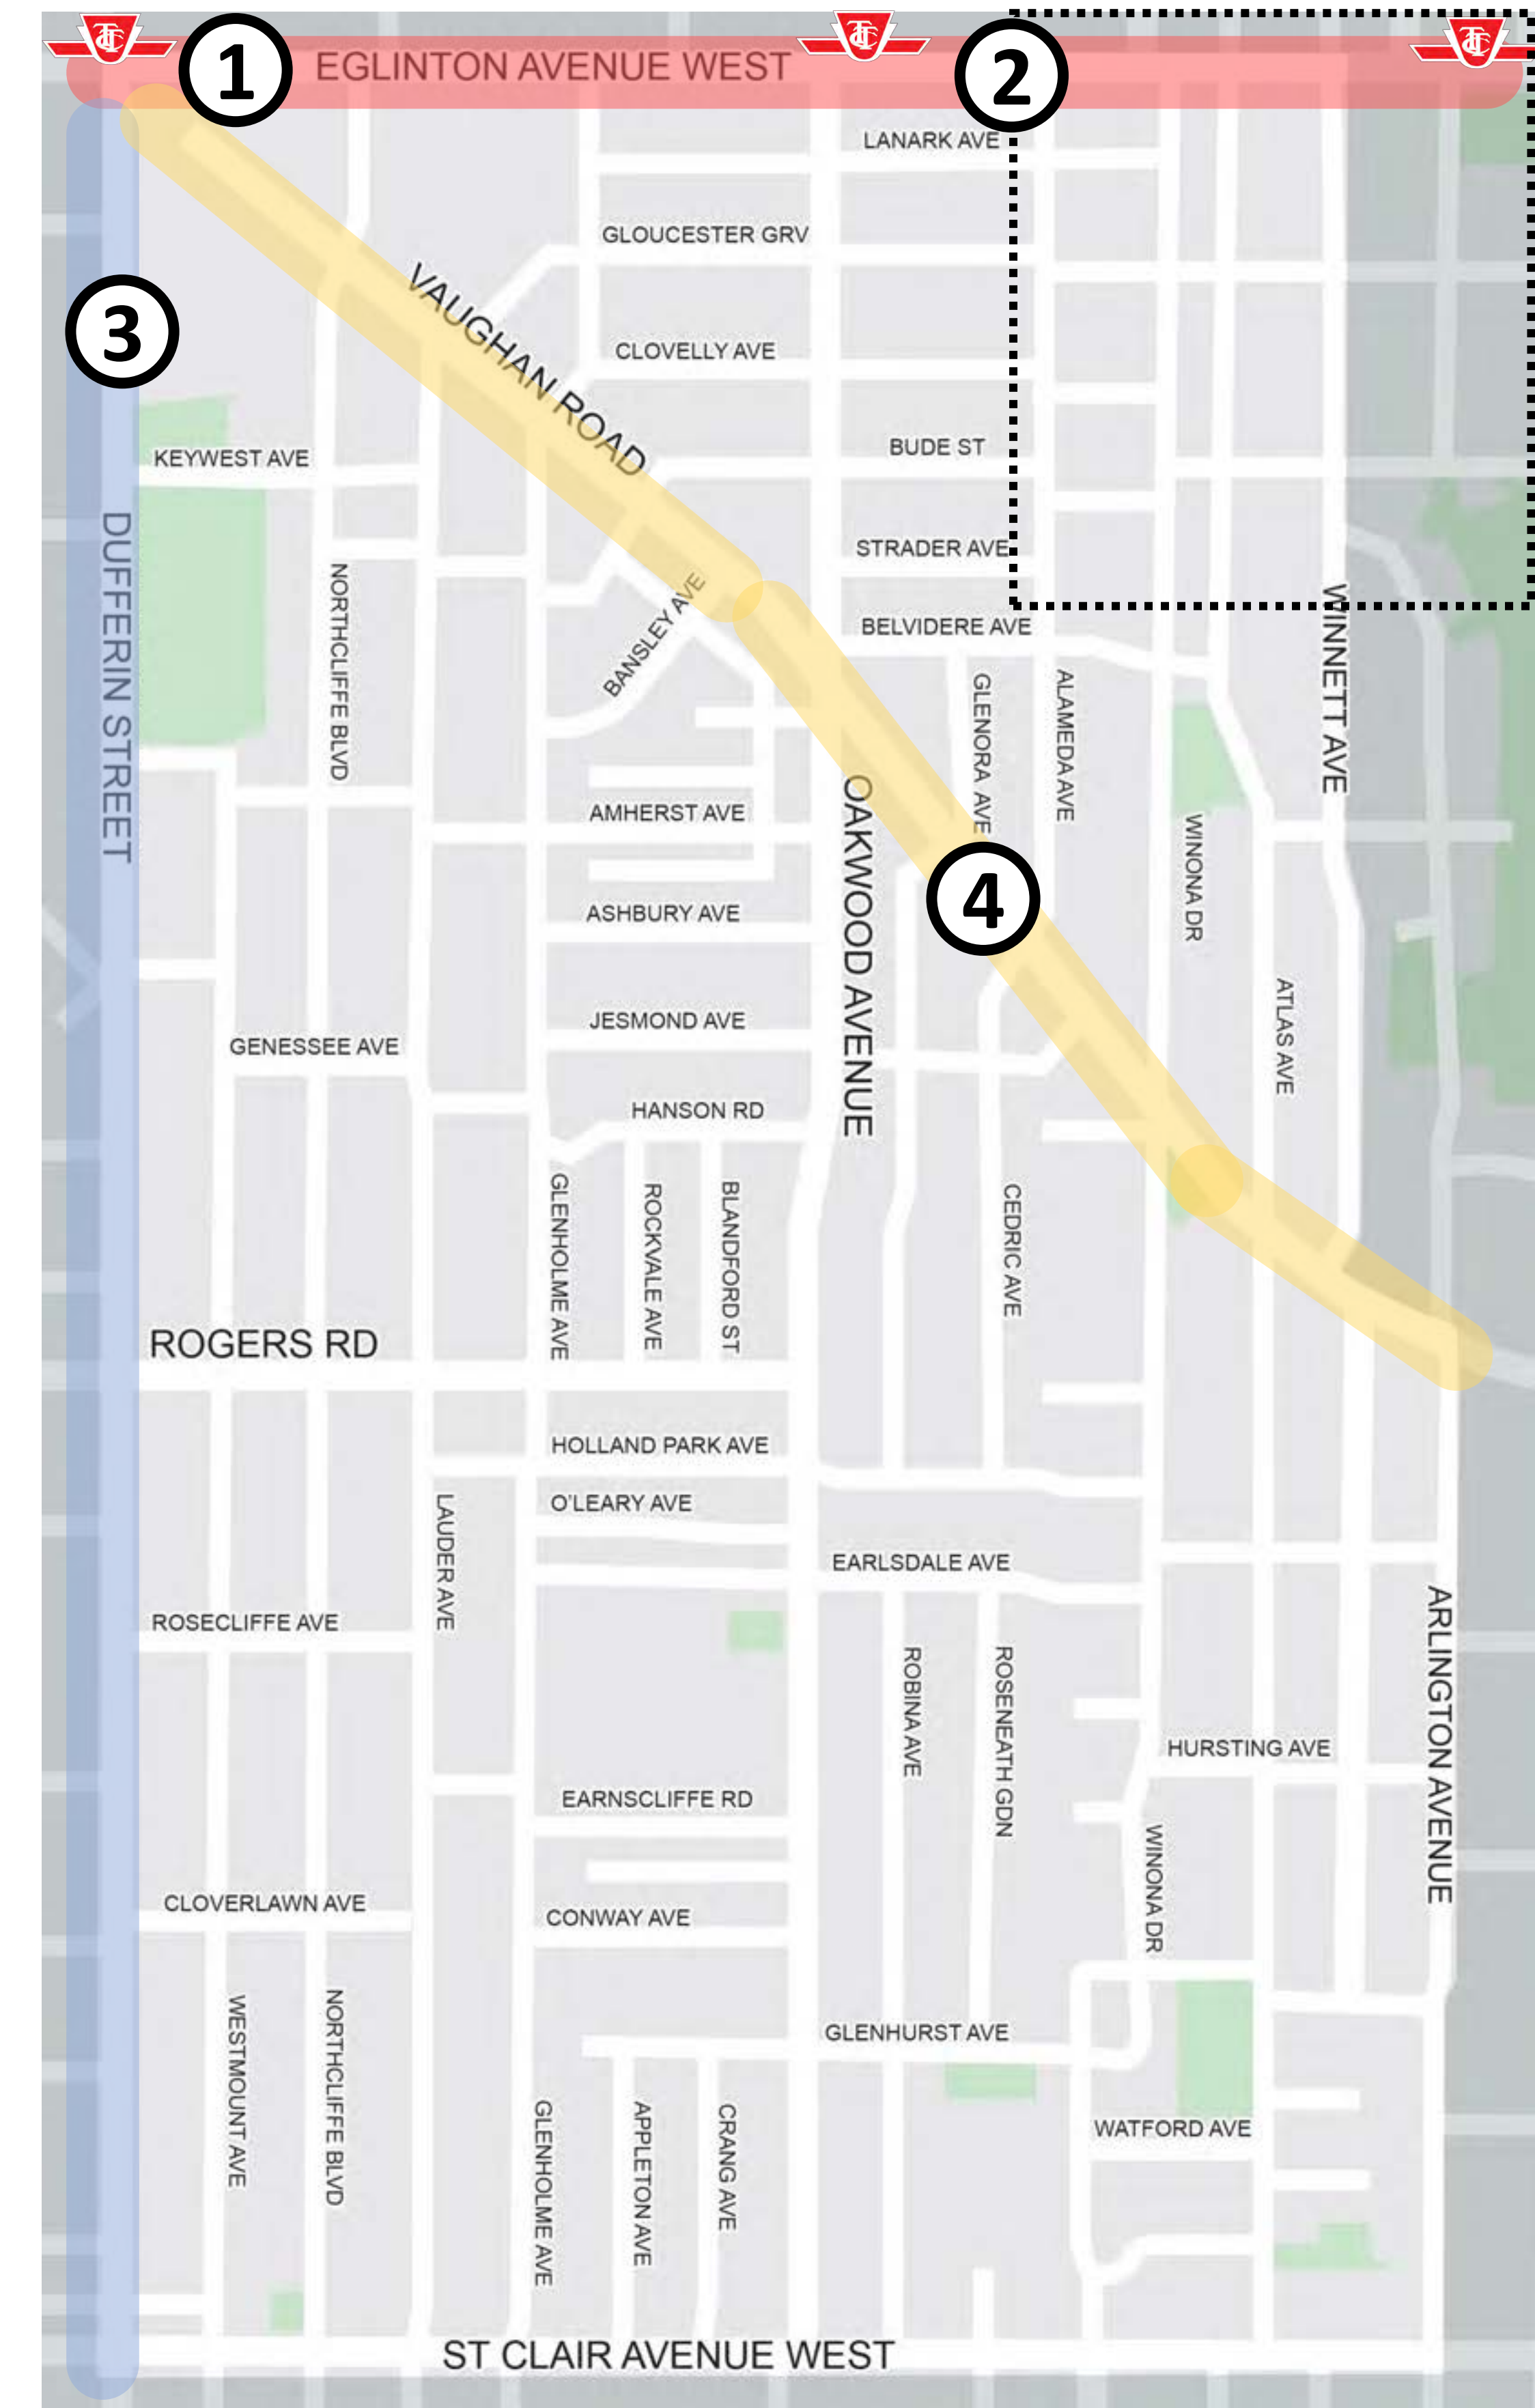 TTC
TTC
TTC
1
EGLINTON AVENUE WEST
2
LANARK AVE
GLOUCESTER GRV
VAUGHAN ROAD
3
CLOVELLY AVE
KEYWEST AVE
BUDE ST
DUFFERIN STREET
STRADER AVE
NORTHCLIFFE BLVD
BANSLEY AVE
BELVIDERE AVE
WINNETT AVE
GLENORA AVE
ALAMEDA AVE
OAKWOOD AVENUE
AMHERST AVE
WINONA DR
4
ASHBURY AVE
ATLAS AVE
JESMOND AVE
GENESSEE AVE
HANSON RD
GLENHOLME AVE
ROCKVALE AVE
BLANDFORD ST
CEDRIC AVE
ROGERS RD
HOLLAND PARK AVE
O'LEARY AVE
LAUDER AVE
EARLSDALE AVE
ROSECLIFFE AVE
ARLINGTON AVENUE
ROBINA AVE
ROSENEATH GDN
HURSTING AVE
EARNSCLIFFE RD
WINONA DR
CLOVERLAWN AVE
CONWAY AVE
WESTMOUNT AVE
NORTHCLIFFE BLVD
GLENHURST AVE
GLENHOLME AVE
APPLETON AVE
CRANG AVE
WATFORD AVE
ST CLAIR AVENUE WEST